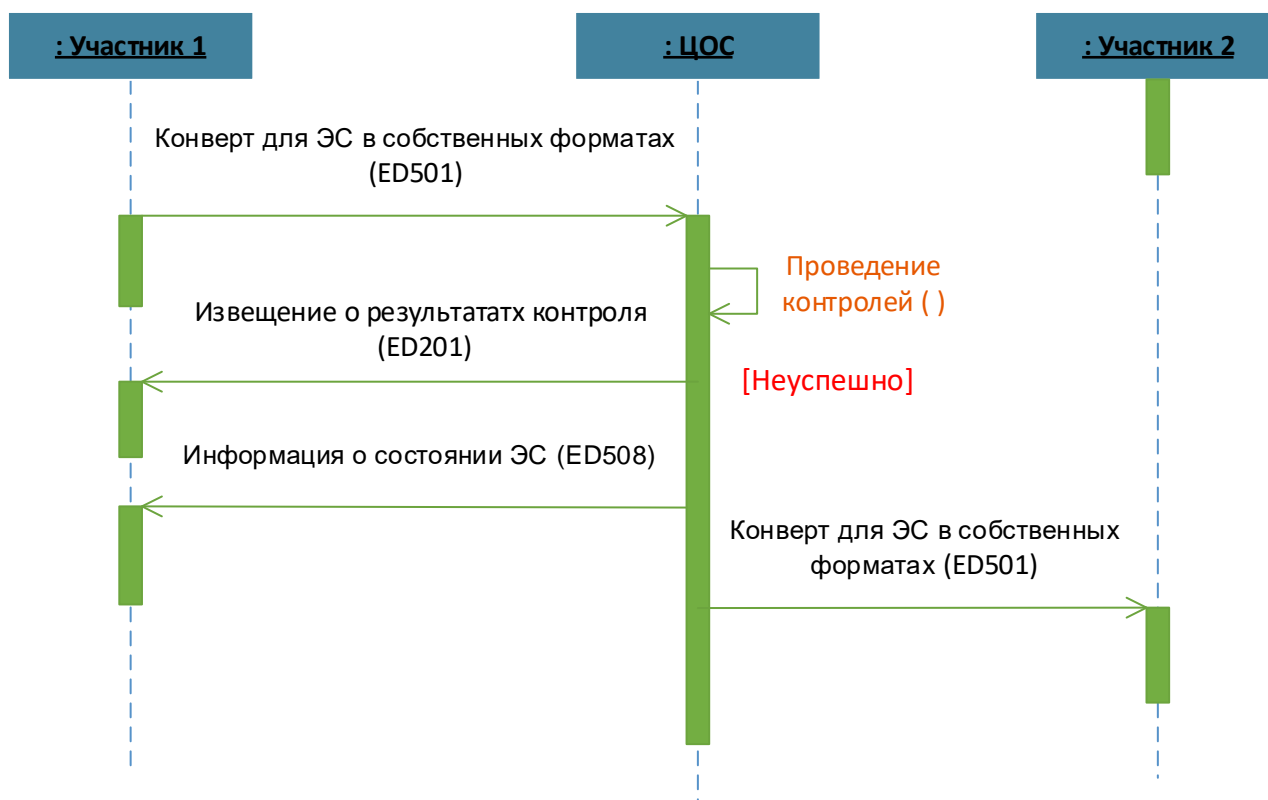 : Участник 1
: ЦОС
: Участник 2
Конверт для ЭС в собственных форматах
(ED501)
Проведение
контролей ( )
Извещение о результататх контроля
(ED201)
[Неуспешно]
Информация о состоянии ЭС (ED508)
Конверт для ЭС в собственных
форматах (ED501)